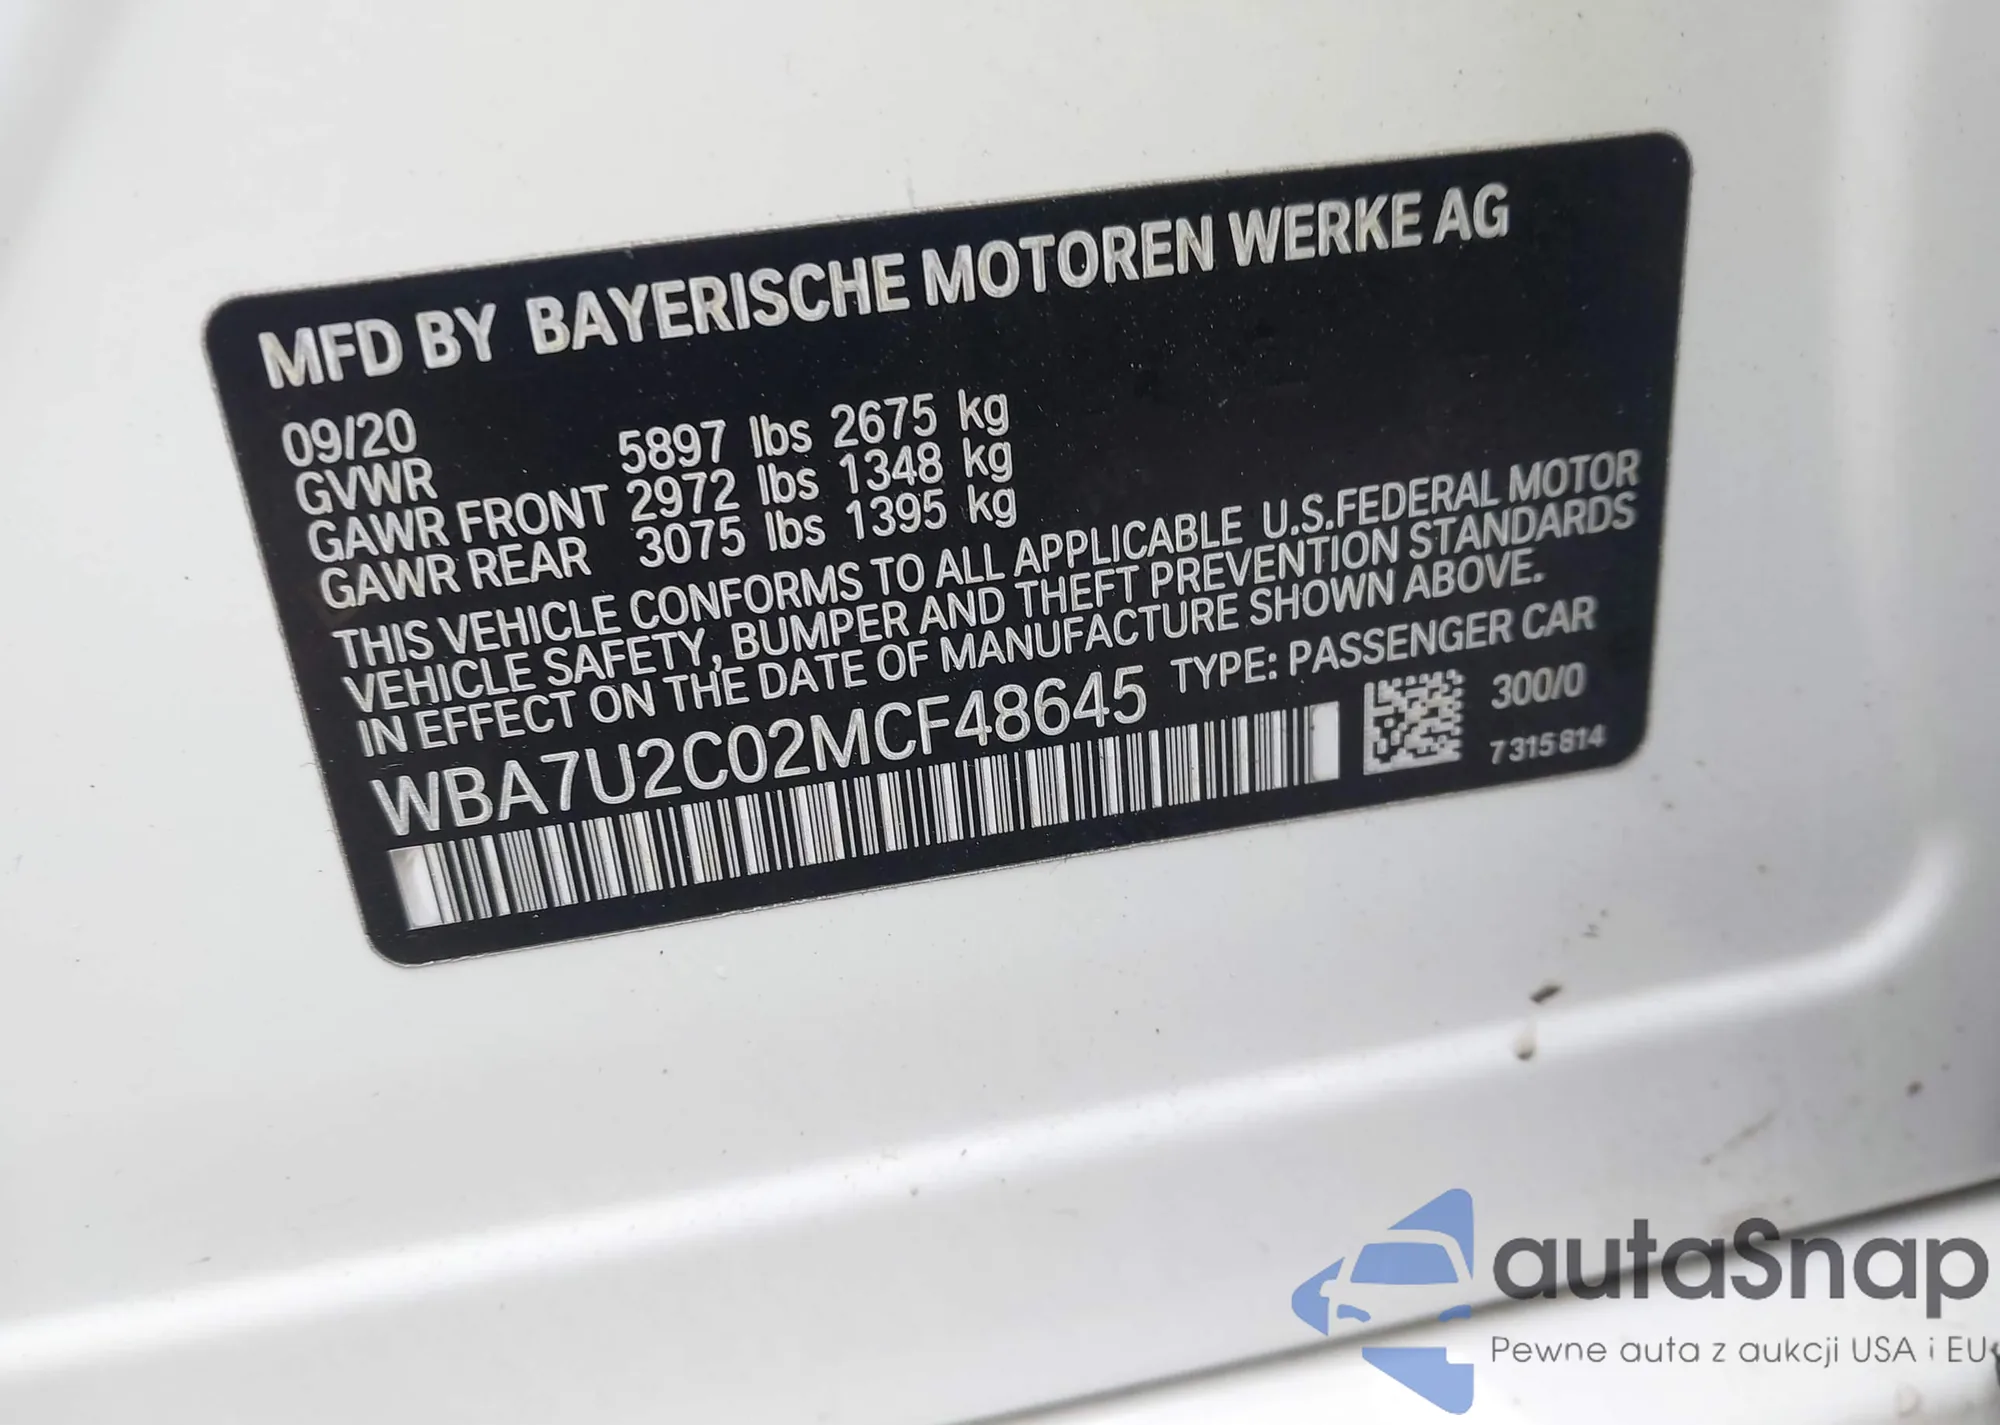 MFD BY BAYERISCHE MOTOREN WERKE AG
09/20
GVWR 5897 lbs 2675 kg
GAWR FRONT 2972 lbs 1348 kg
GAWR REAR 3075 lbs 1395 kg
THIS VEHICLE CONFORMS TO ALL APPLICABLE U.S.FEDERAL MOTOR
VEHICLE SAFETY, BUMPER AND THEFT PREVENTION STANDARDS
IN EFFECT ON THE DATE OF MANUFACTURE SHOWN ABOVE.
WBA7U2C02MCF48645 TYPE: PASSENGER CAR
300/0
7 315 814
autaSnap
Pewne auta z aukcji USA i EU